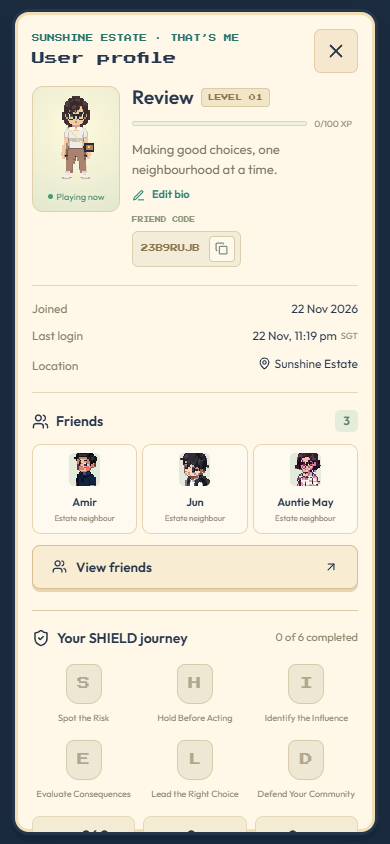 SUNSHINE ESTATE · THAT'S ME
User profile
Review LEVEL 01
0/100 XP
Making good choices, one
neighbourhood at a time.
Edit bio
FRIEND CODE
23B9RUJB
Playing now
Joined 22 Nov 2026
Last login 22 Nov, 11:19 pm SGT
Location Sunshine Estate
Friends 3
Amir Jun Auntie May
Estate neighbour Estate neighbour Estate neighbour
View friends
Your SHIELD journey 0 of 6 completed
S H I
Spot the Risk Hold Before Acting Identify the Influence
E L D
Evaluate Consequences Lead the Right Choice Defend Your Community